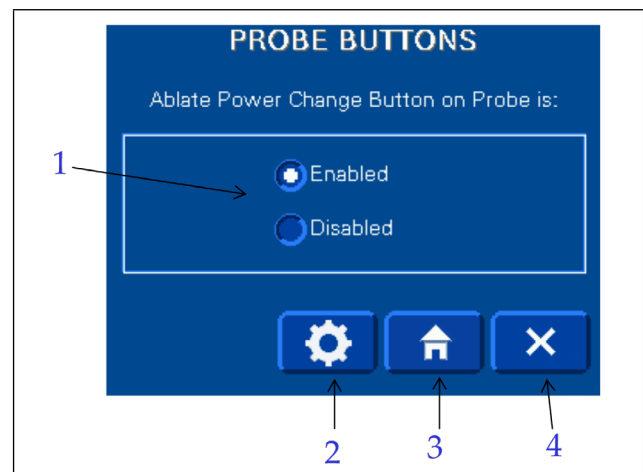 PROBE BUTTONS
Ablate Power Change Button on Probe is:
1
Enabled
Disabled
2 3 4